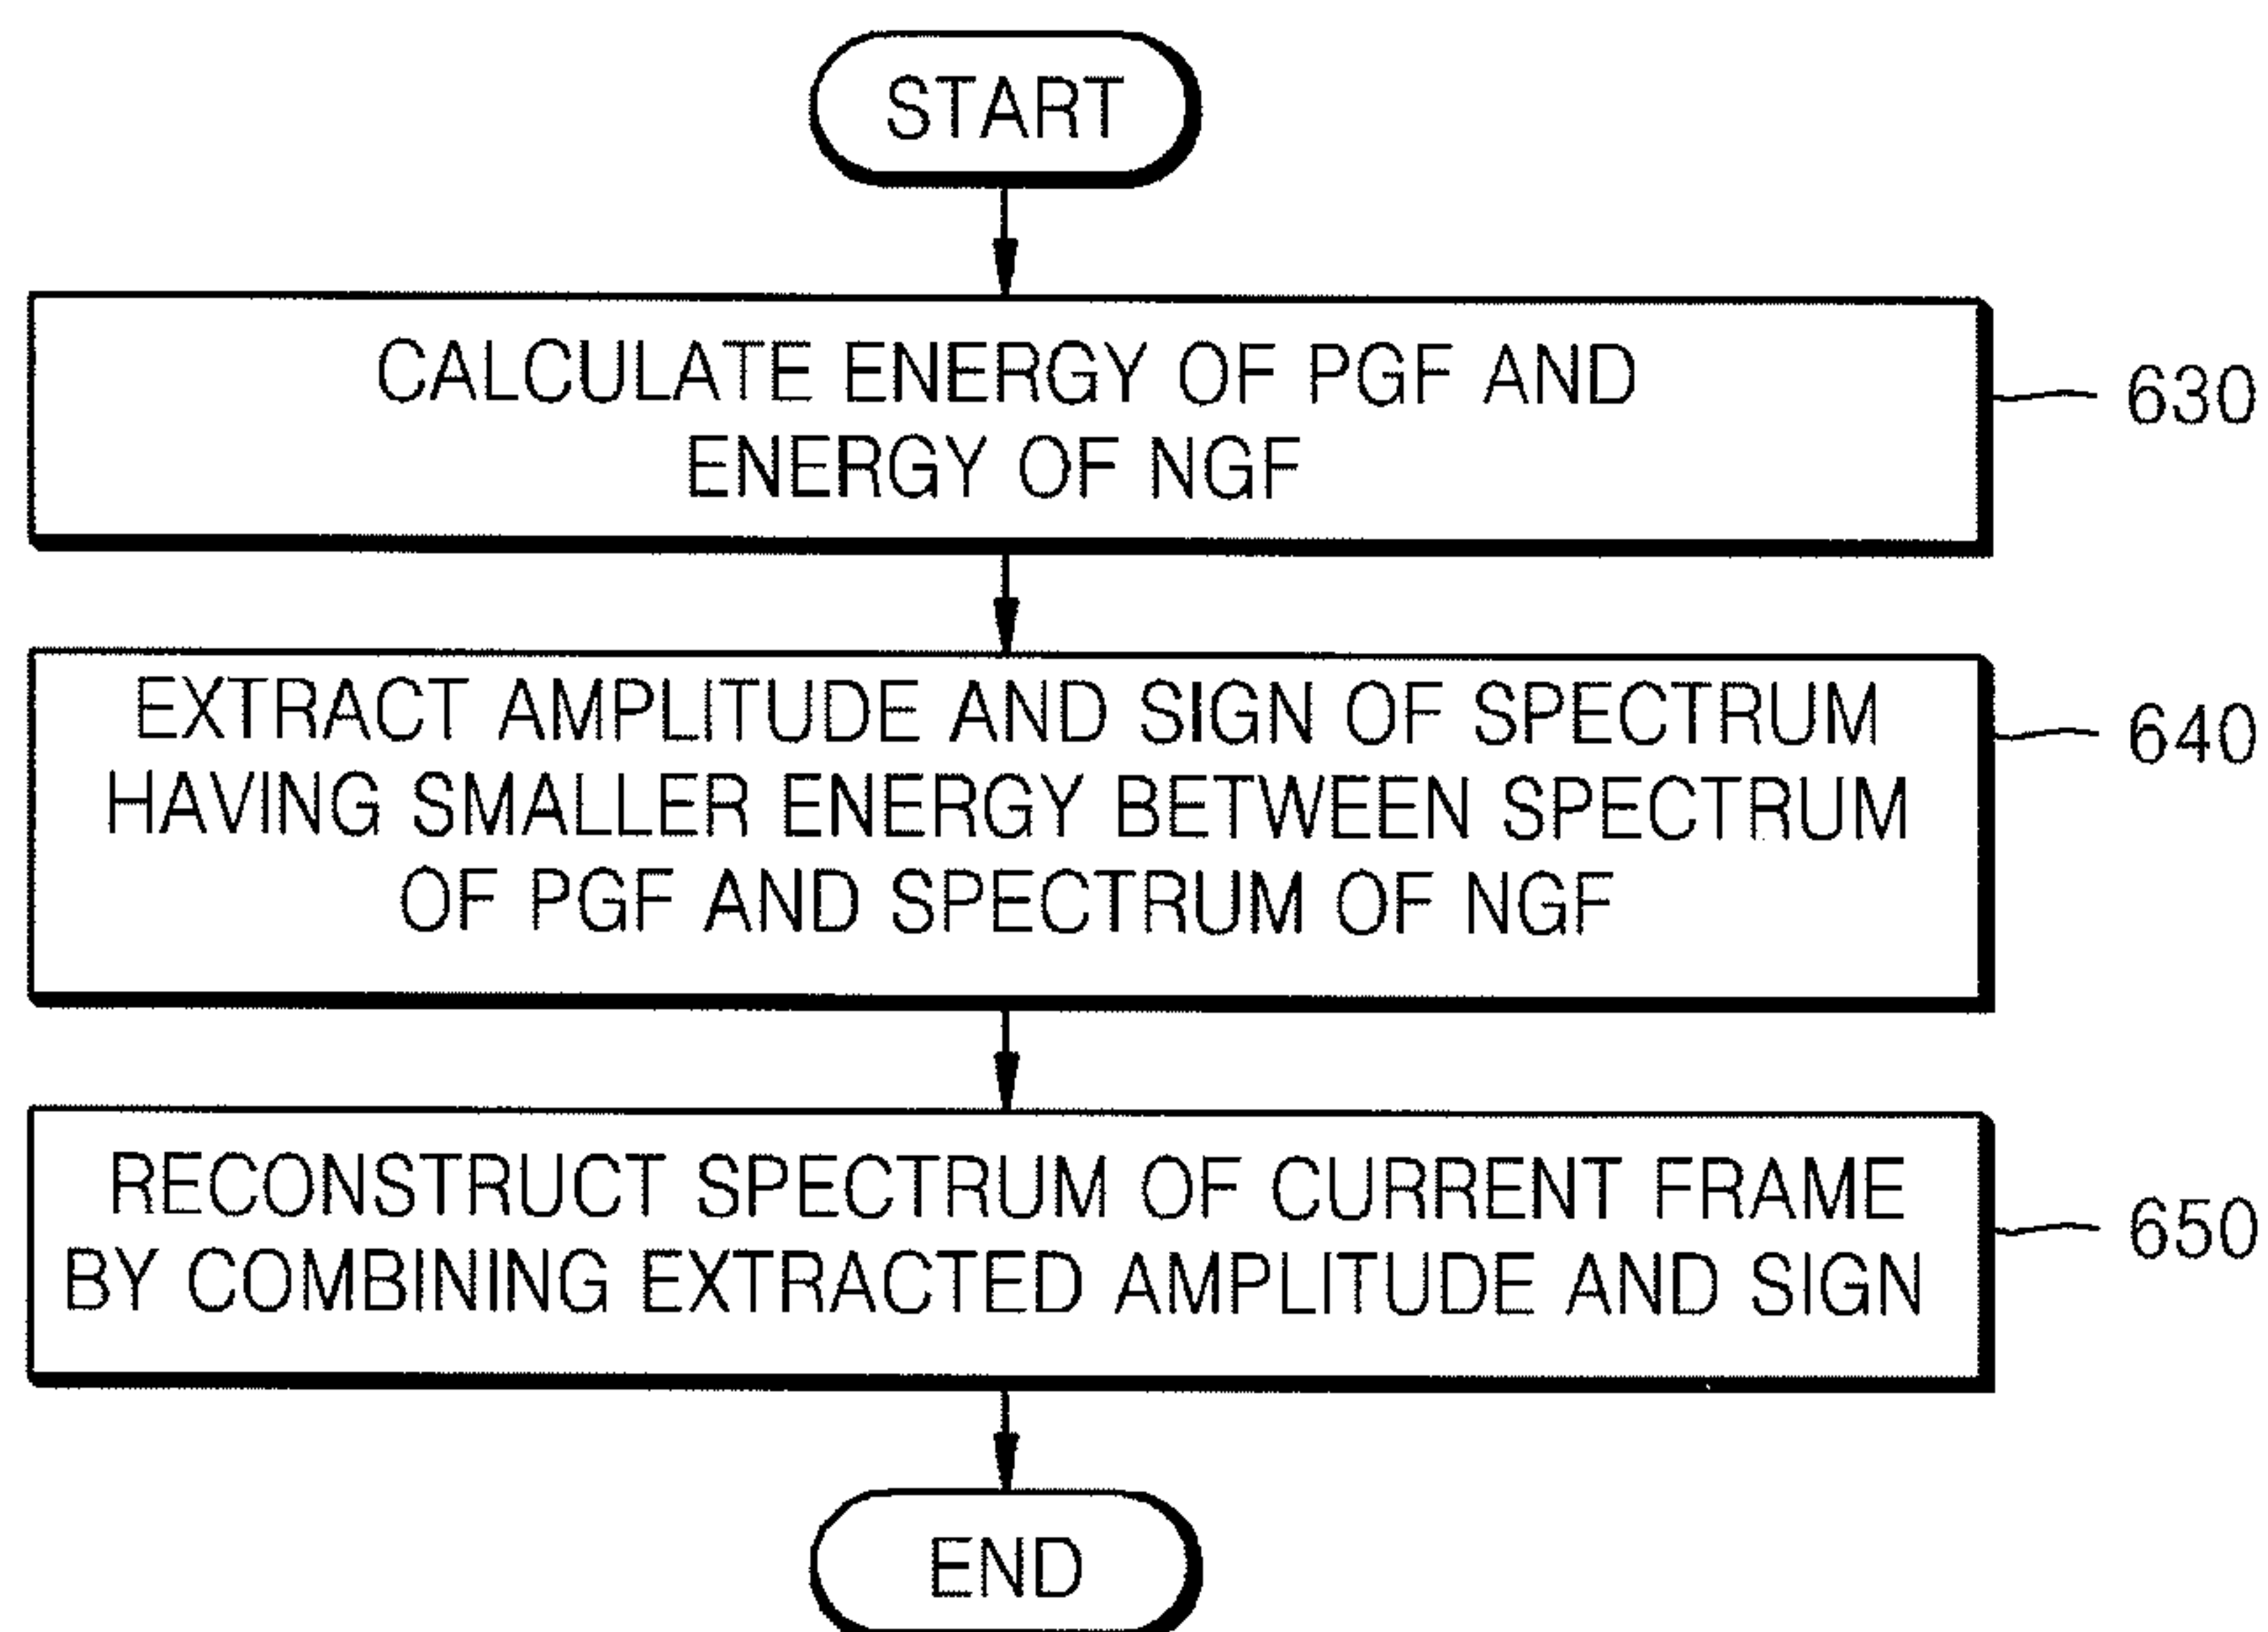 START
CALCULATE ENERGY OF PGF AND
ENERGY OF NGF
630
EXTRACT AMPLITUDE AND SIGN OF SPECTRUM
HAVING SMALLER ENERGY BETWEEN SPECTRUM
OF PGF AND SPECTRUM OF NGF
640
RECONSTRUCT SPECTRUM OF CURRENT FRAME
BY COMBINING EXTRACTED AMPLITUDE AND SIGN
650
END